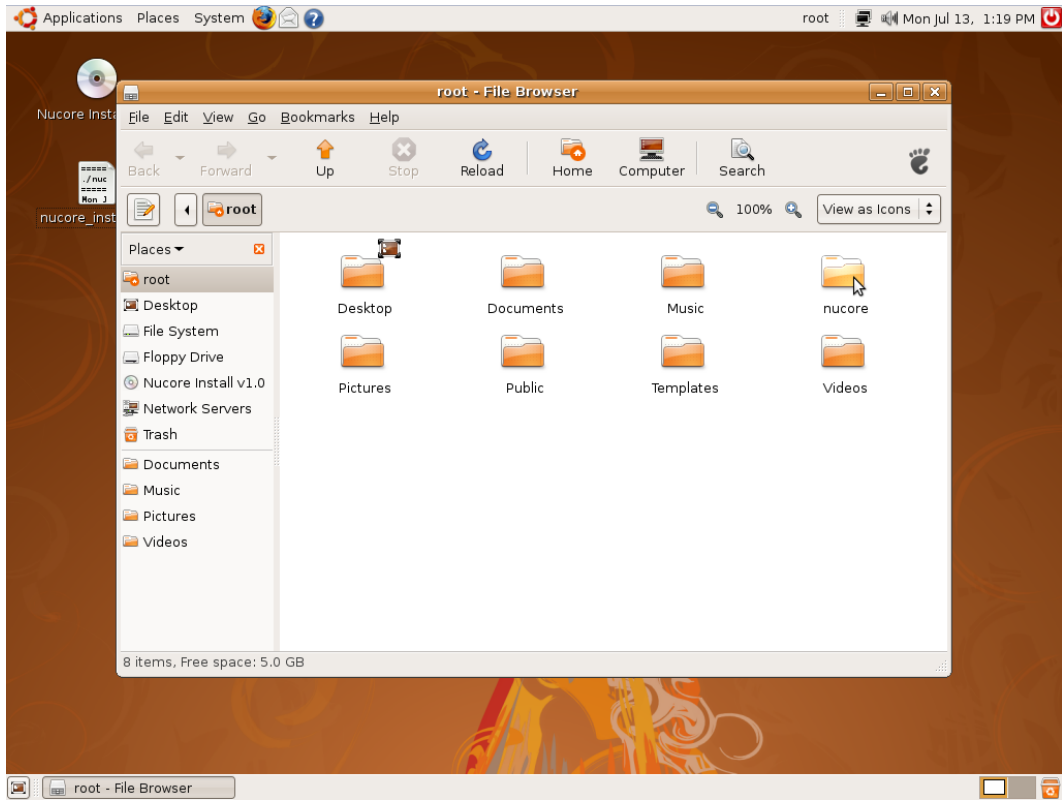 Applications Places System root Mon Jul 13, 1:19 PM
Nucore Insta
===== ./nuc ===== Mon J
nucore_inst
root - File Browser
File Edit View Go Bookmarks Help
Back Forward Up Stop Reload Home Computer Search
root 100% View as Icons
Places
root
Desktop
File System
Floppy Drive
Nucore Install v1.0
Network Servers
Trash
Documents
Music
Pictures
Videos
Desktop Documents Music nucore
Pictures Public Templates Videos
8 items, Free space: 5.0 GB
root - File Browser